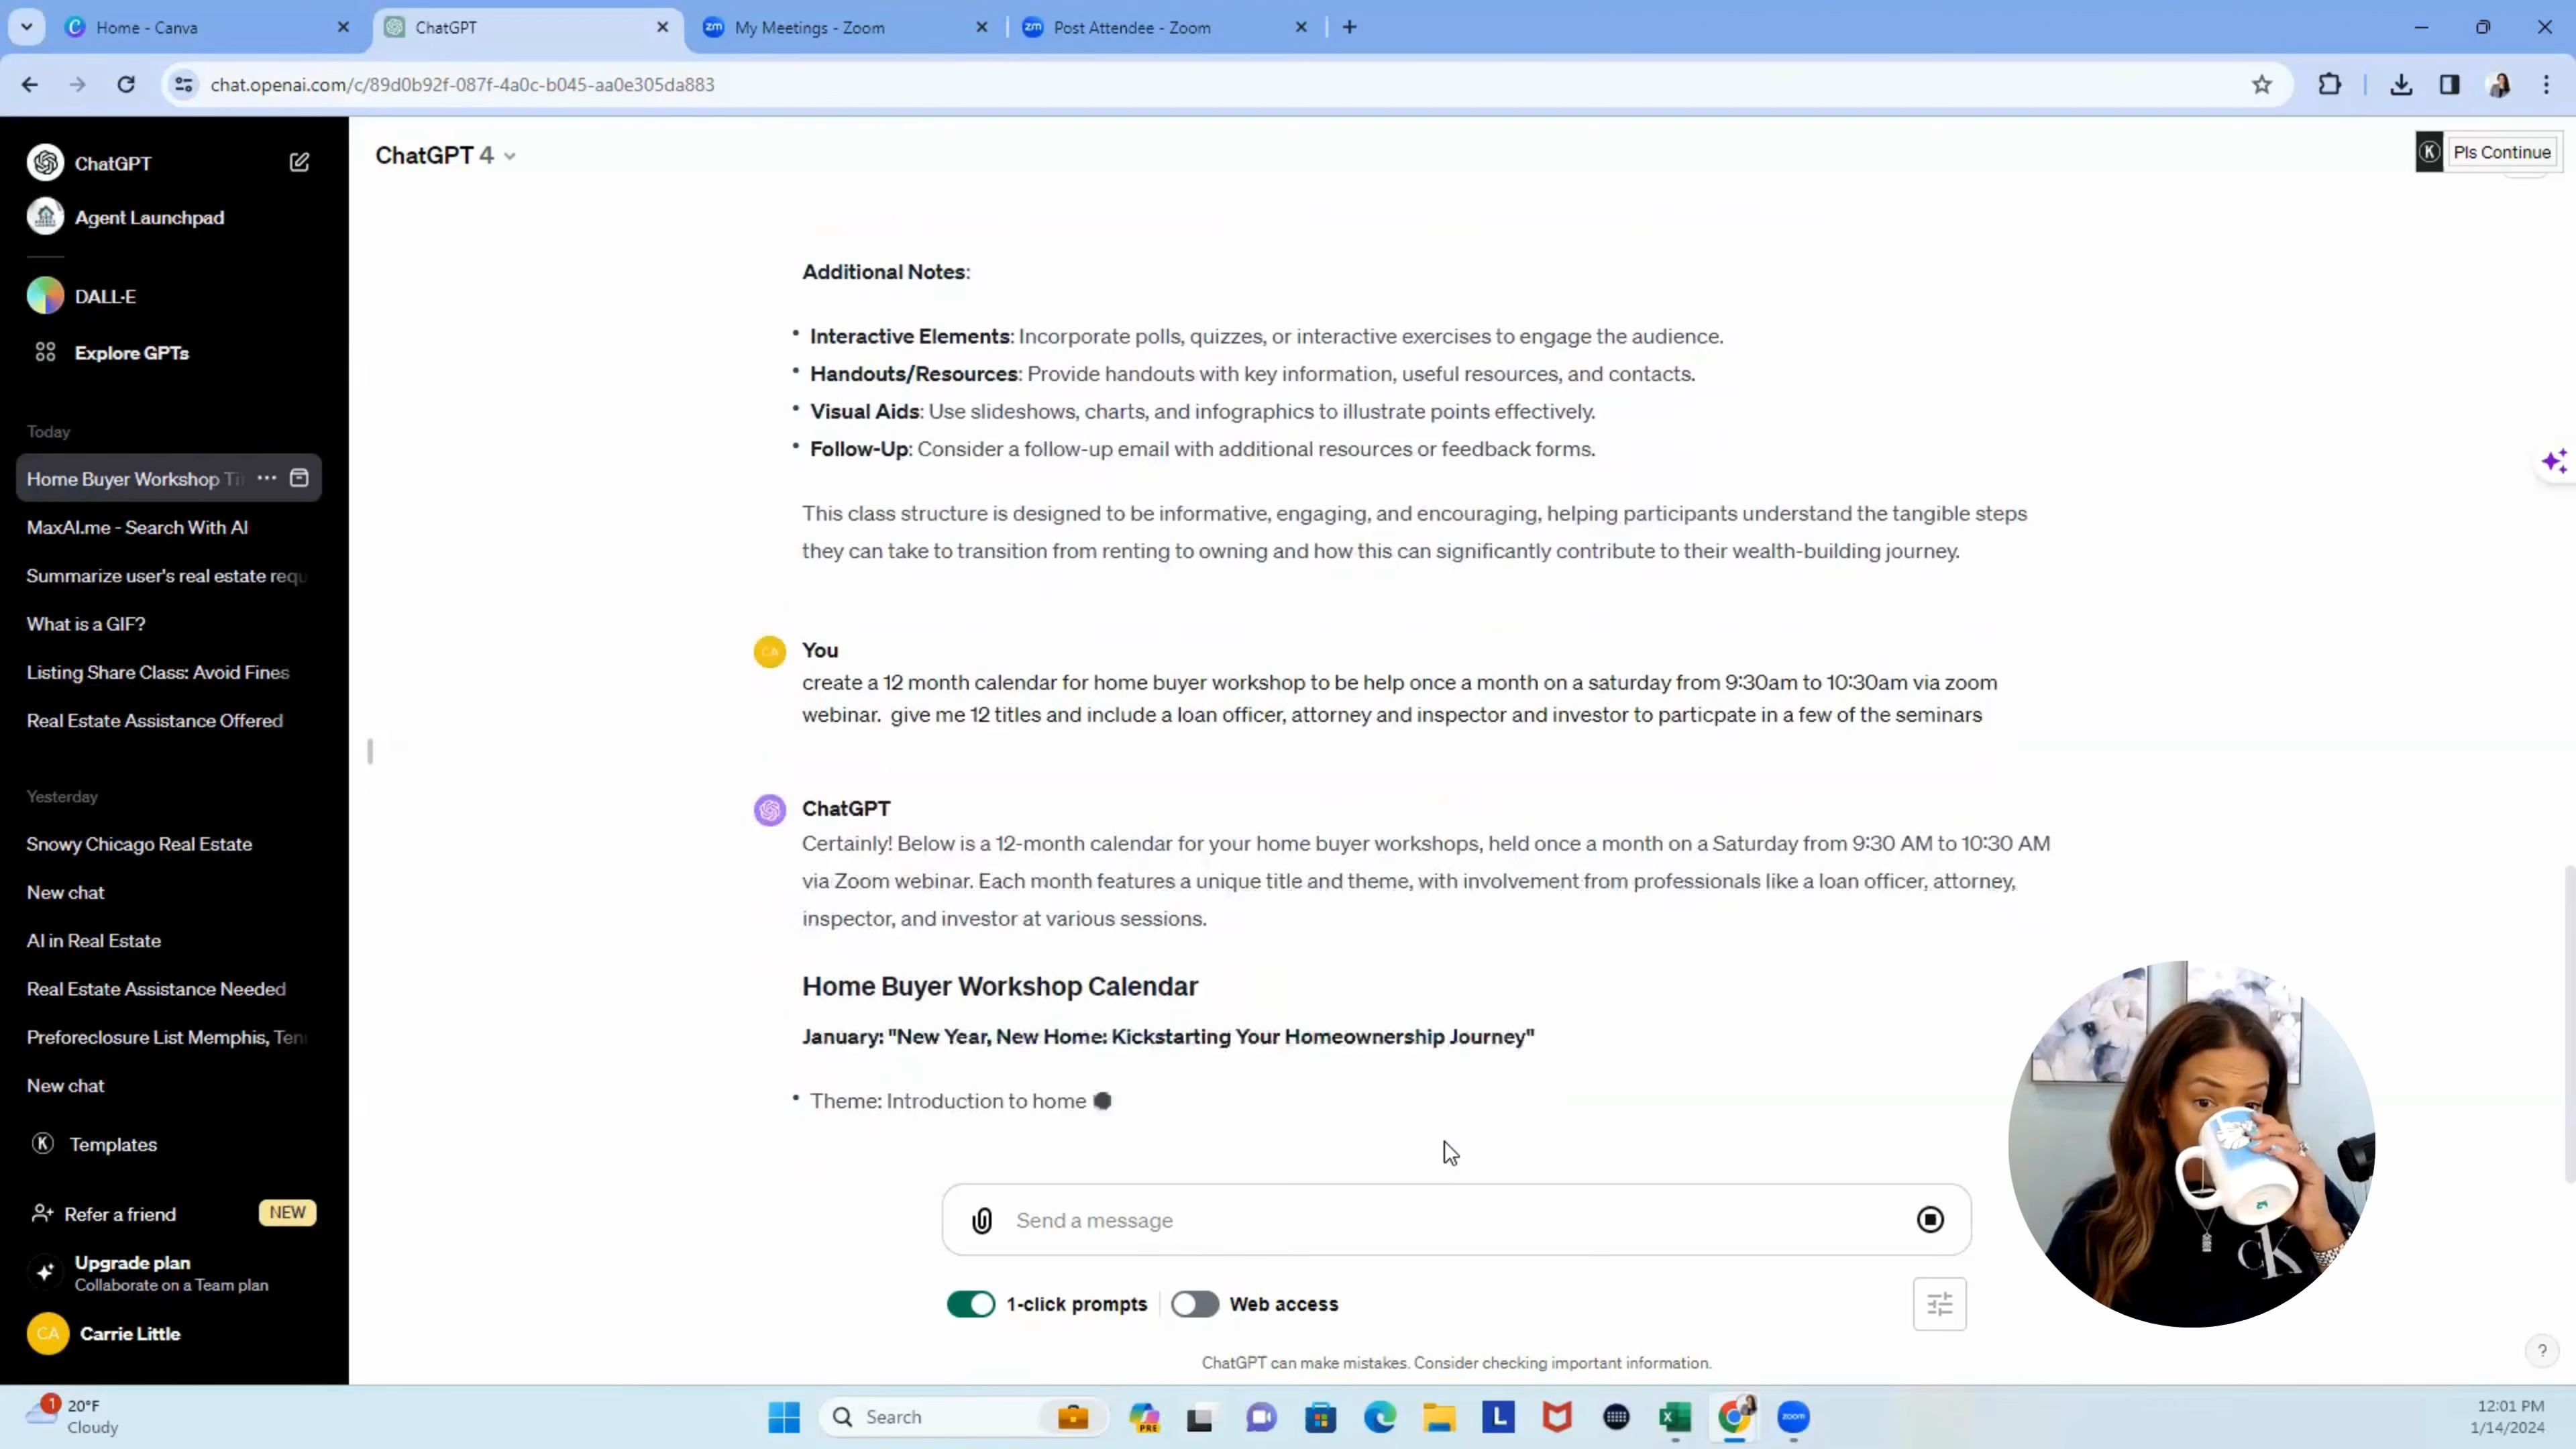 Home - Canva
ChatGPT
My Meetings - Zoom
Post Attendee - Zoom
chat.openai.com/c/89d0b92f-087f-4a0c-b045-aa0e305da883
ChatGPT
Agent Launchpad
DALL·E
Explore GPTs
Today
Home Buyer Workshop Ti
MaxAI.me - Search With AI
Summarize user's real estate requ
What is a GIF?
Listing Share Class: Avoid Fines
Real Estate Assistance Offered
Yesterday
Snowy Chicago Real Estate
New chat
AI in Real Estate
Real Estate Assistance Needed
Preforeclosure List Memphis, Ten
New chat
Templates
Refer a friend NEW
Upgrade plan
Collaborate on a Team plan
CA Carrie Little
ChatGPT 4
Pls Continue
Additional Notes:
• Interactive Elements: Incorporate polls, quizzes, or interactive exercises to engage the audience.
• Handouts/Resources: Provide handouts with key information, useful resources, and contacts.
• Visual Aids: Use slideshows, charts, and infographics to illustrate points effectively.
• Follow-Up: Consider a follow-up email with additional resources or feedback forms.
This class structure is designed to be informative, engaging, and encouraging, helping participants understand the tangible steps
they can take to transition from renting to owning and how this can significantly contribute to their wealth-building journey.
CA You
create a 12 month calendar for home buyer workshop to be help once a month on a saturday from 9:30am to 10:30am via zoom
webinar. give me 12 titles and include a loan officer, attorney and inspector and investor to particpate in a few of the seminars
ChatGPT
Certainly! Below is a 12-month calendar for your home buyer workshops, held once a month on a Saturday from 9:30 AM to 10:30 AM
via Zoom webinar. Each month features a unique title and theme, with involvement from professionals like a loan officer, attorney,
inspector, and investor at various sessions.
Home Buyer Workshop Calendar
January: "New Year, New Home: Kickstarting Your Homeownership Journey"
• Theme: Introduction to home
Send a message
1-click prompts Web access
ChatGPT can make mistakes. Consider checking important information.
CK
?
1
20°F
Cloudy
Search
PRE
L
zoom
12:01 PM
1/14/2024